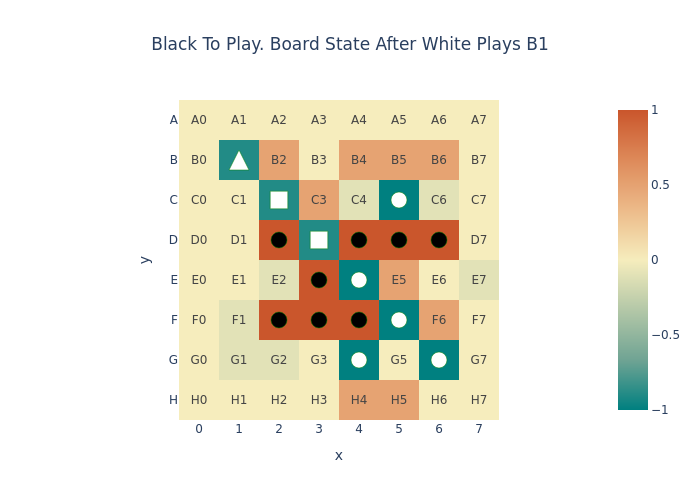 Black To Play. Board State After White Plays B1
A A0 A1 A2 A3 A4 A5 A6 A7
B B0 B2 B3 B4 B5 B6 B7
C C0 C1 C3 C4 C6 C7
D D0 D1 D7
E E0 E1 E2 E5 E6 E7
F F0 F1 F6 F7
G G0 G1 G2 G3 G5 G7
H H0 H1 H2 H3 H4 H5 H6 H7
0 1 2 3 4 5 6 7
x
y
1
0.5
0
−0.5
−1